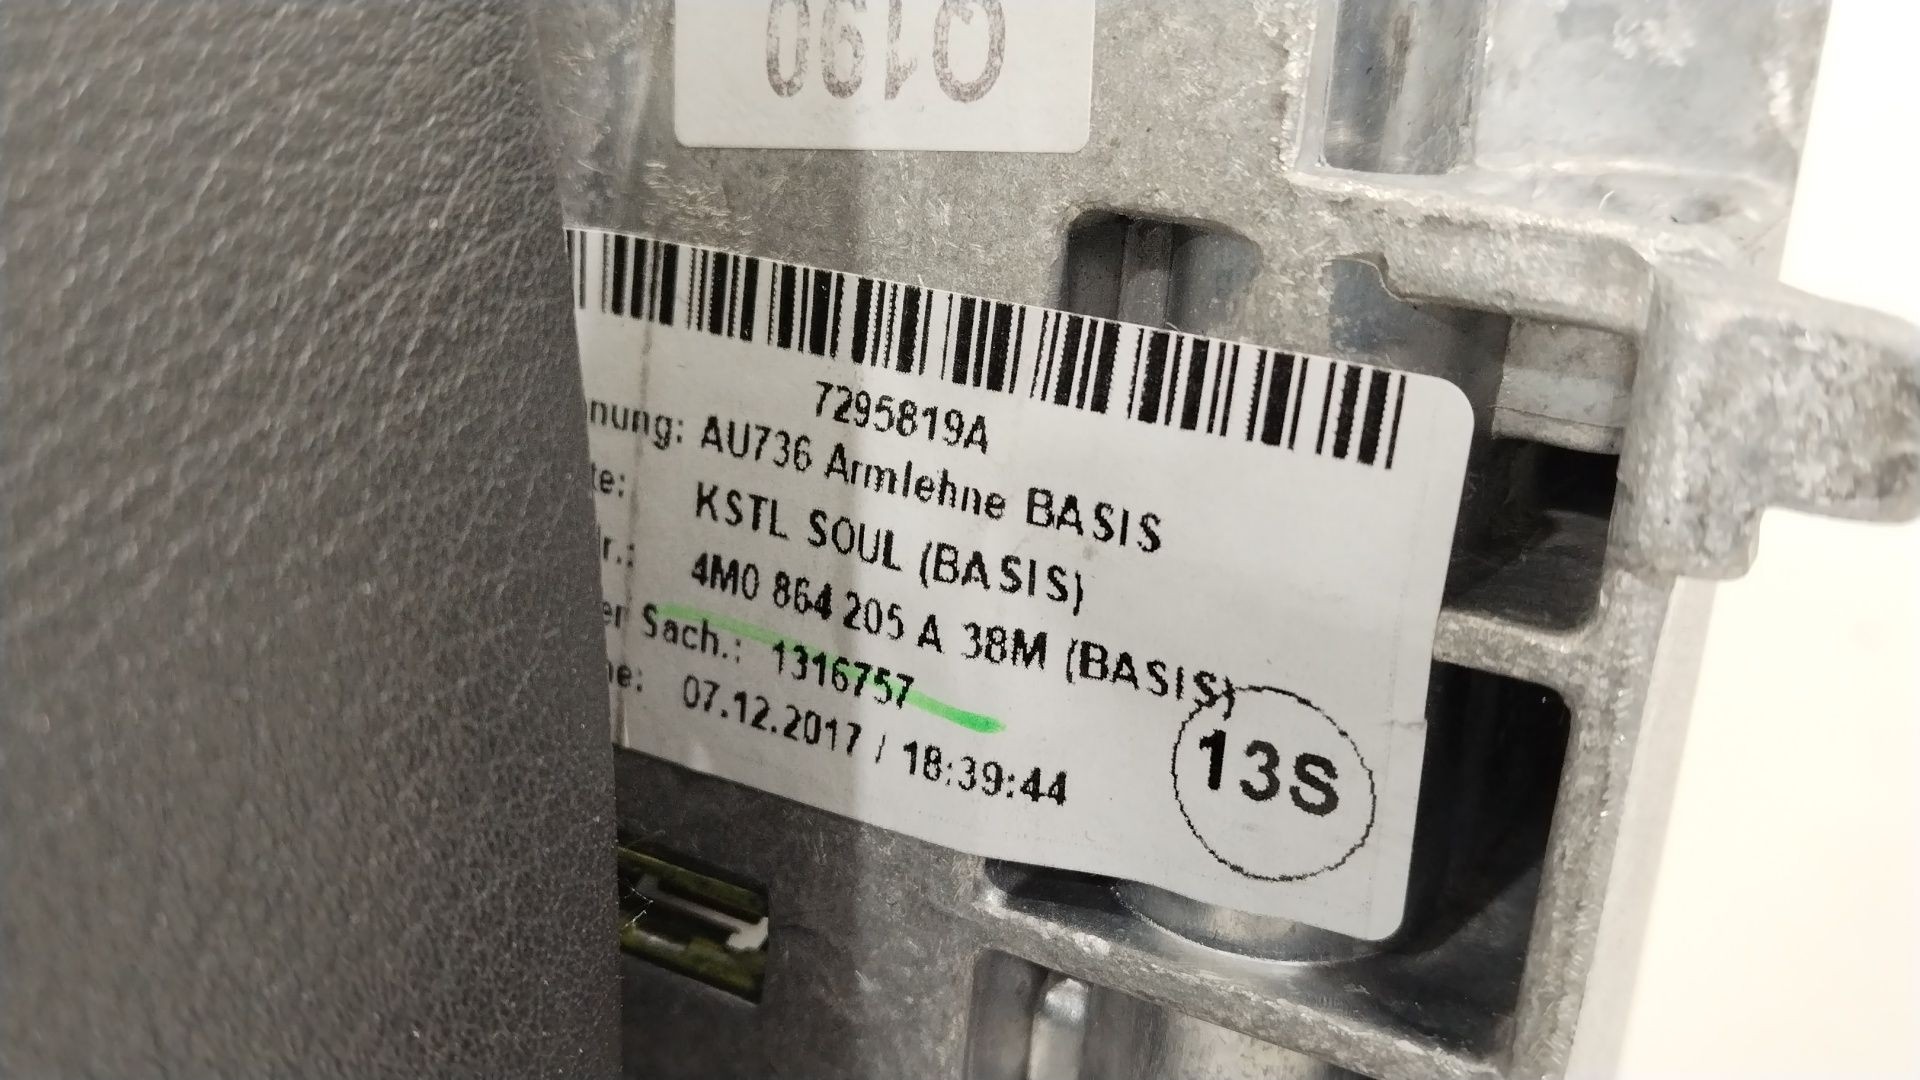 Q190
7295819A
nung: AU736 Armlehne BASIS
te: KSTL SOUL (BASIS)
r.: 4M0 864 205 A 38M (BASIS)
er Sach.: 1316757
ne: 07.12.2017 / 18:39:44
13S